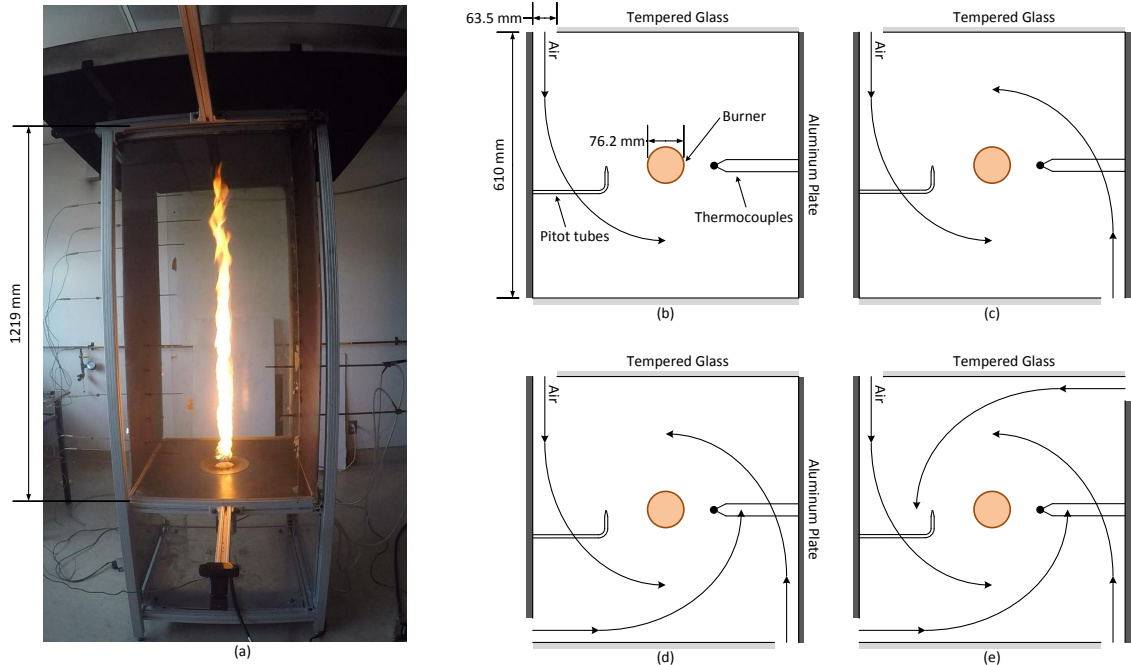 1219 mm
(a)
63.5 mm
Tempered Glass
Air
610 mm
76.2 mm
Burner
Thermocouples
Pitot tubes
Aluminum Plate
(b)
Tempered Glass
Air
(c)
Tempered Glass
Air
Aluminum Plate
(d)
Tempered Glass
Air
(e)